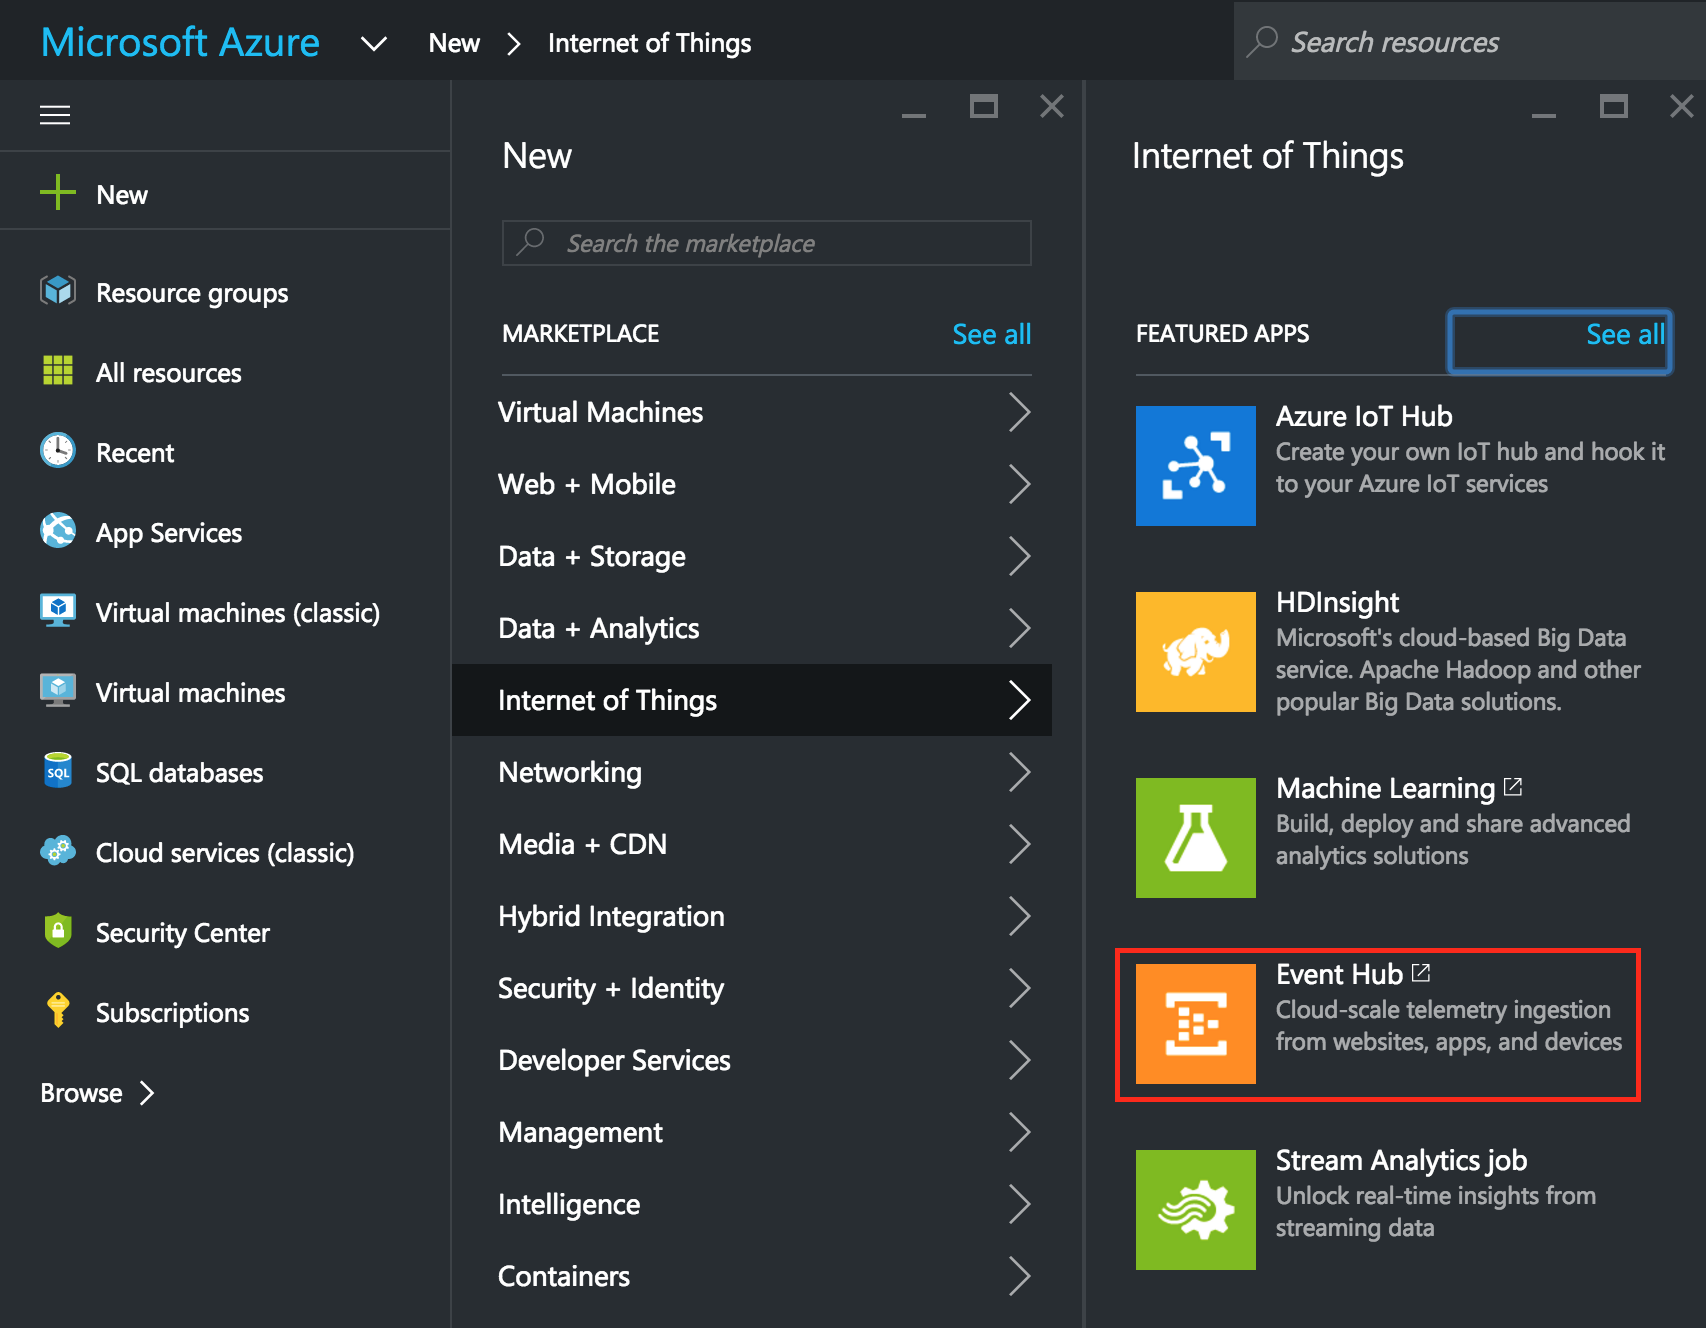 Microsoft Azure New Internet of Things Search resources
New
Resource groups
All resources
Recent
App Services
Virtual machines (classic)
Virtual machines
SQL
SQL databases
Cloud services (classic)
Security Center
Subscriptions
Browse
New
Search the marketplace
MARKETPLACE See all
Virtual Machines
Web + Mobile
Data + Storage
Data + Analytics
Internet of Things
Networking
Media + CDN
Hybrid Integration
Security + Identity
Developer Services
Management
Intelligence
Containers
Internet of Things
FEATURED APPS See all
Azure IoT Hub
Create your own IoT hub and hook it
to your Azure IoT services
HDInsight
Microsoft's cloud-based Big Data
service. Apache Hadoop and other
popular Big Data solutions.
Machine Learning
Build, deploy and share advanced
analytics solutions
Event Hub
Cloud-scale telemetry ingestion
from websites, apps, and devices
Stream Analytics job
Unlock real-time insights from
streaming data